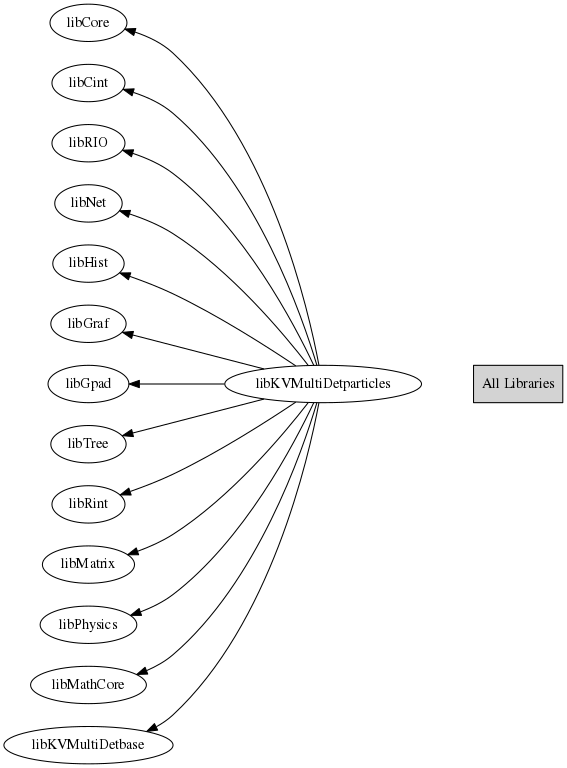 libCore
libCint
libRIO
libNet
libHist
libGraf
libGpad
libKVMultiDetparticles
All Libraries
libTree
libRint
libMatrix
libPhysics
libMathCore
libKVMultiDetbase